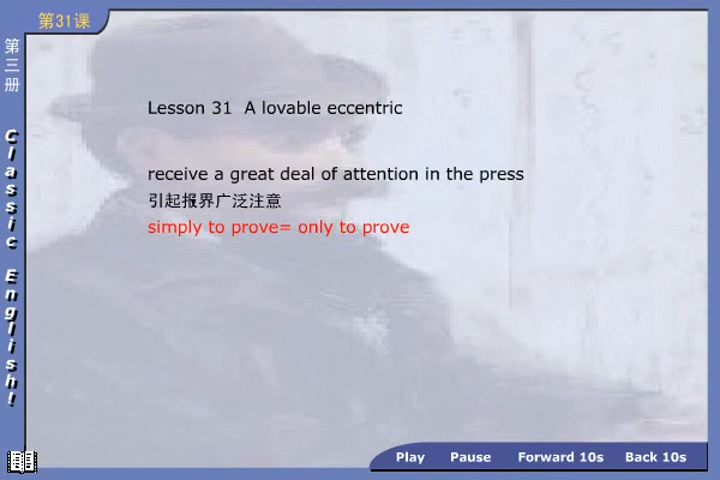 第31课
第三册
Classic English!
Lesson 31 A lovable eccentric
receive a great deal of attention in the press
引起报界广泛注意
simply to prove= only to prove
Play Pause Forward 10s Back 10s